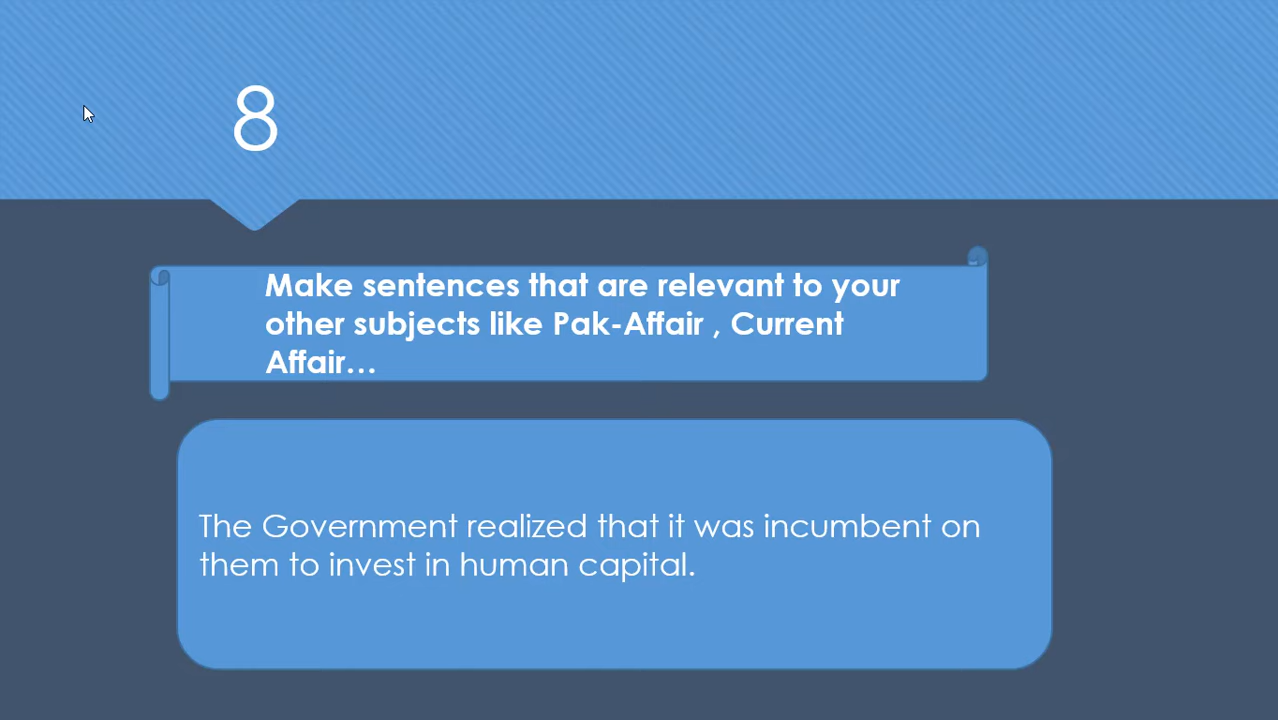 8
Make sentences that are relevant to your
other subjects like Pak-Affair , Current
Affair...
The Government realized that it was incumbent on
them to invest in human capital.